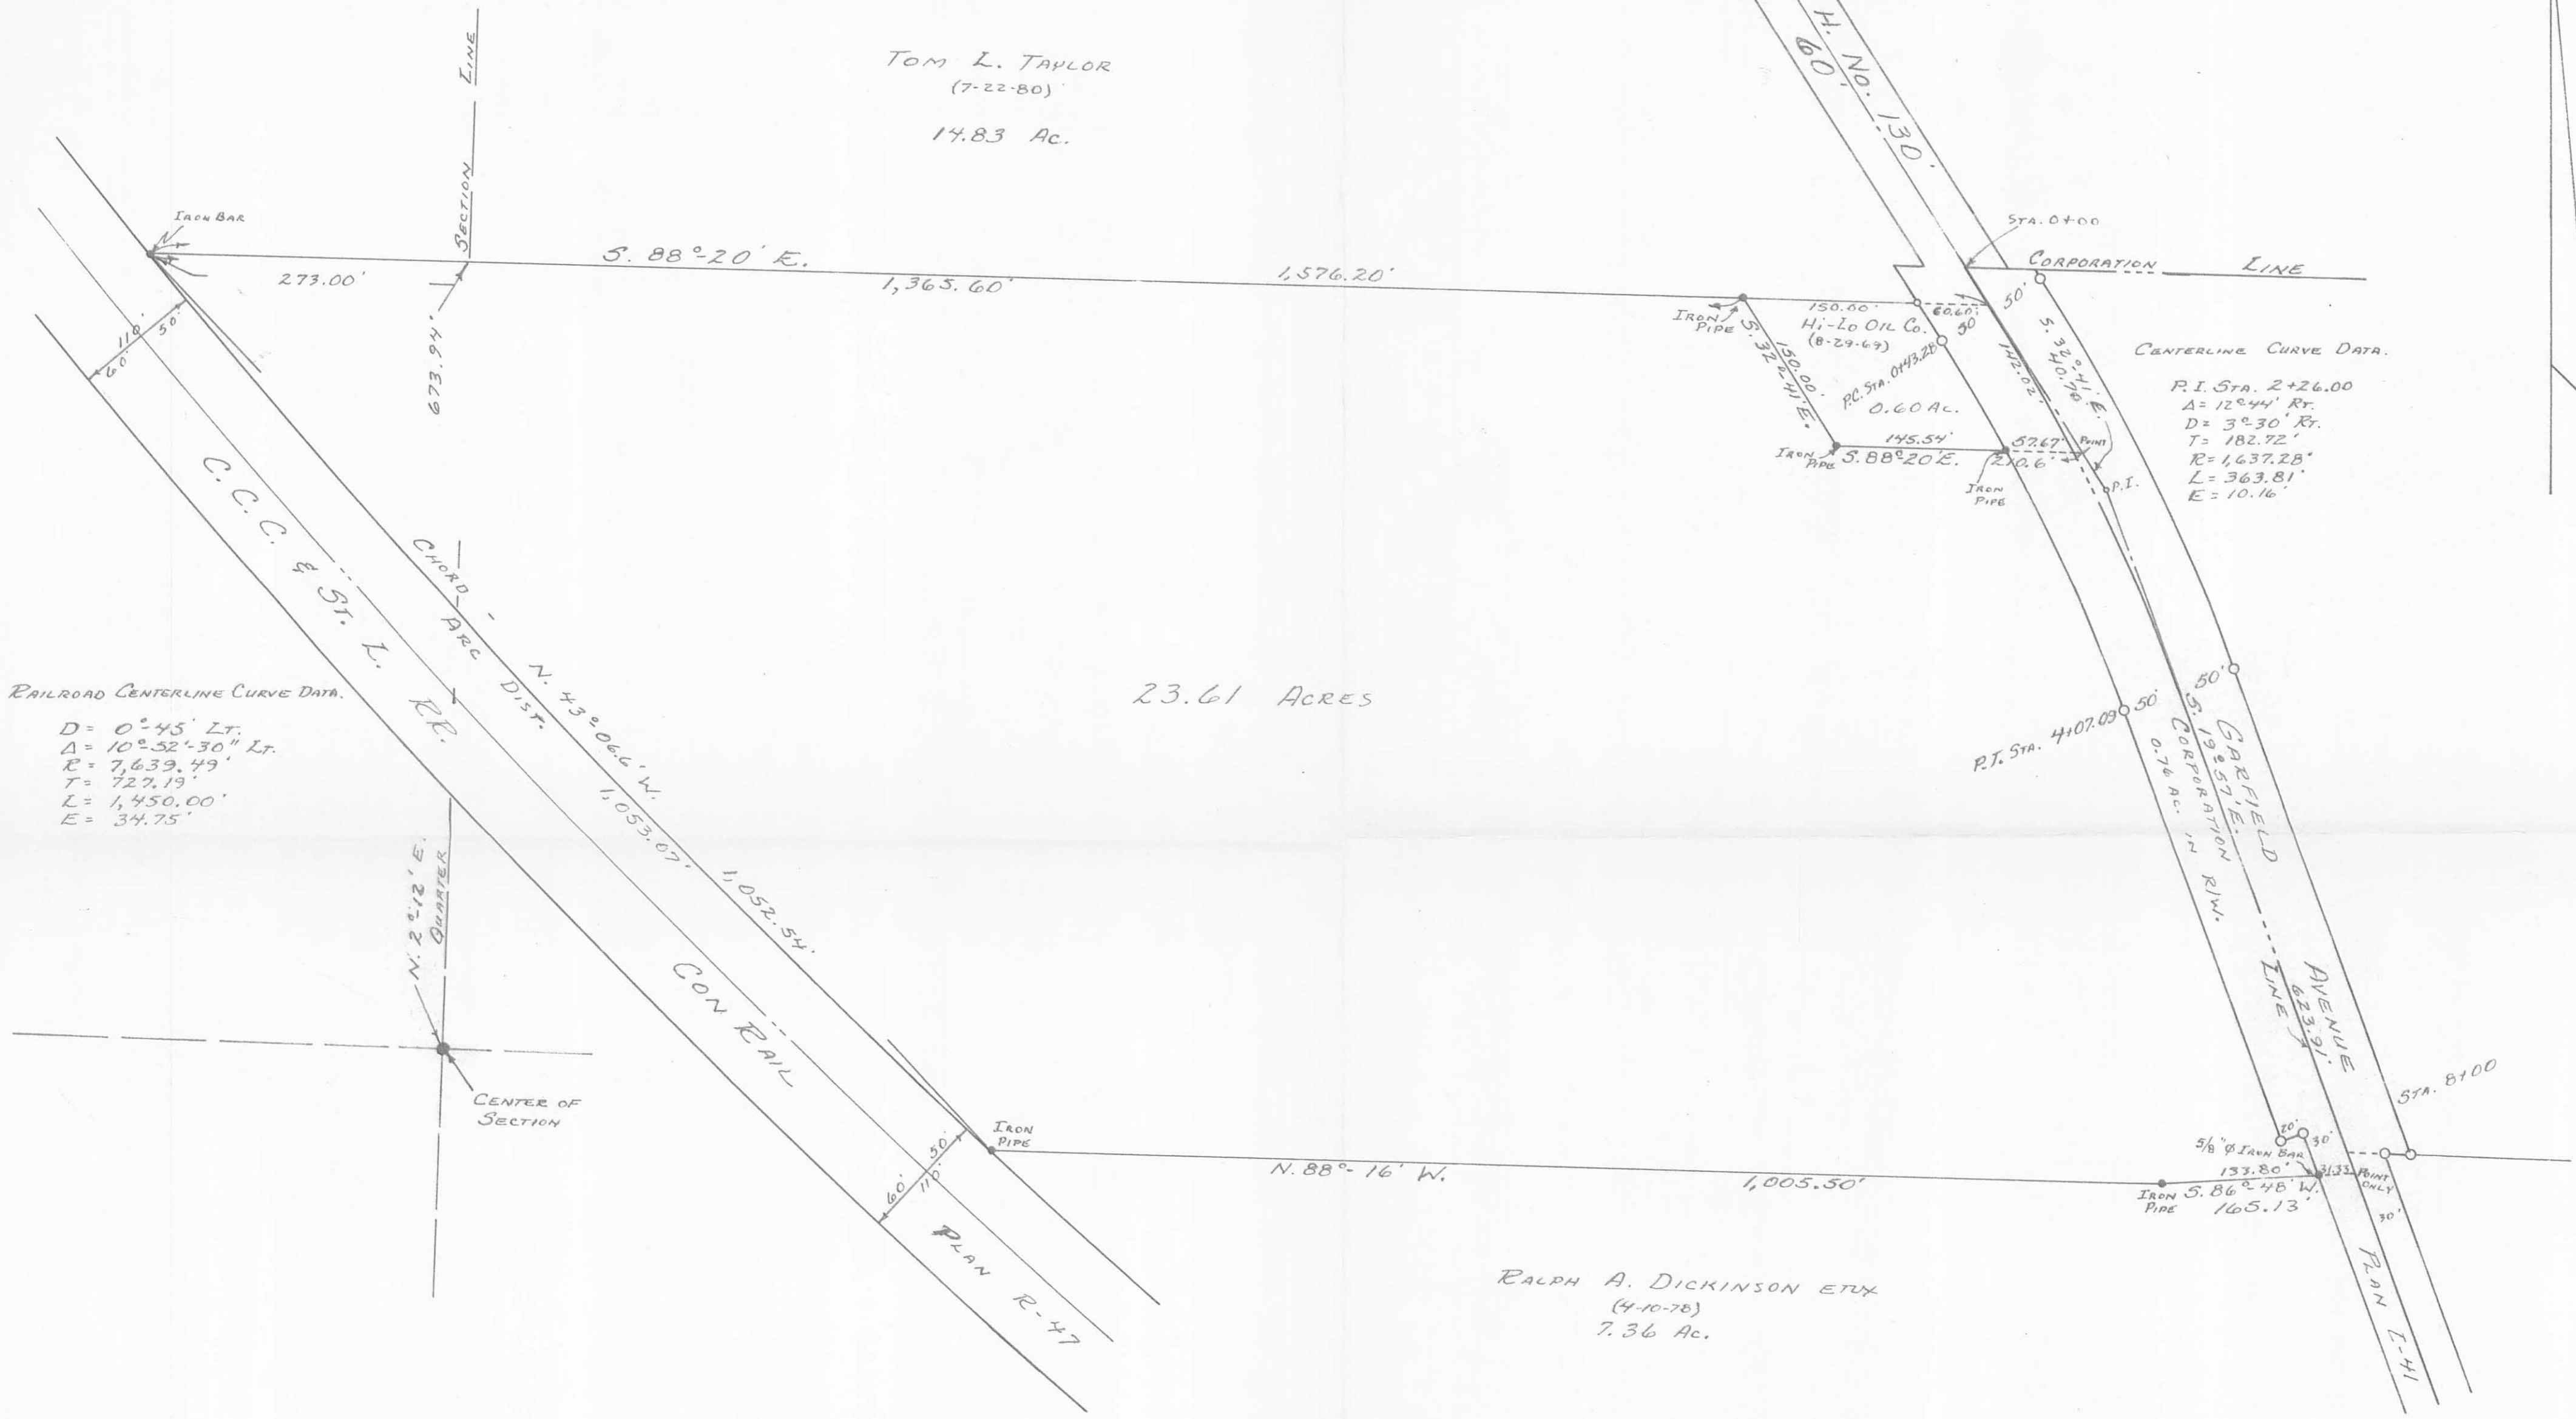 TOM L. TAYLOR
(7-22-80)
14.83 AC.
SECTION LINE
H. NO. 130
60'
IRON BAR
273.00'
S. 88°-20' E.
1,365.60'
1,576.20'
673.94'
110'
50'
60'
STA. 0+00
CORPORATION LINE
50'
IRON PIPE
150.00'
60.60'
HI-LO OIL CO.
(8-29-69)
50'
S. 32°-41' E.
150.00'
P.C. STA. 0+43.28
0.60 AC.
142.02'
S. 32°-41' E.
40.76'
145.54'
57.67'
POINT
IRON PIPE
S. 88°-20' E.
210.6'
IRON PIPE
P.I.
CENTERLINE CURVE DATA.
P.I. STA. 2+26.00
Δ= 12°-44' RT.
D= 3°-30' RT.
T= 182.72'
R= 1,637.28'
L= 363.81'
E= 10.16'
C. C. C. & ST. L. RR.
CHORD
ARC DIST.
N. 43°-06.6' W.
1,053.07'
1,052.54'
23.61 ACRES
RAILROAD CENTERLINE CURVE DATA.
D= 0°-45' LT.
Δ= 10°-52'-30" LT.
R= 7,639.49'
T= 727.19'
L= 1,450.00'
E= 34.75'
P.T. STA. 4+07.09
50'
50'
S. 19°-57' E.
GARFIELD AVENUE
CORPORATION LINE
0.76 AC. IN R/W.
623.91'
N. 2°-12' E.
QUARTER
CENTER OF
SECTION
CON RAIL
50'
110'
60'
PLAN R-47
IRON
PIPE
N. 88°-16' W.
1,005.50'
STA. 8+00
20'
30'
5/8" Ø IRON BAR
133.80'
31.33'
POINT
ONLY
IRON
PIPE
S. 86°-48' W.
165.13'
30'
PLAN L-41
RALPH A. DICKINSON ETUX
(4-10-78)
7.36 AC.